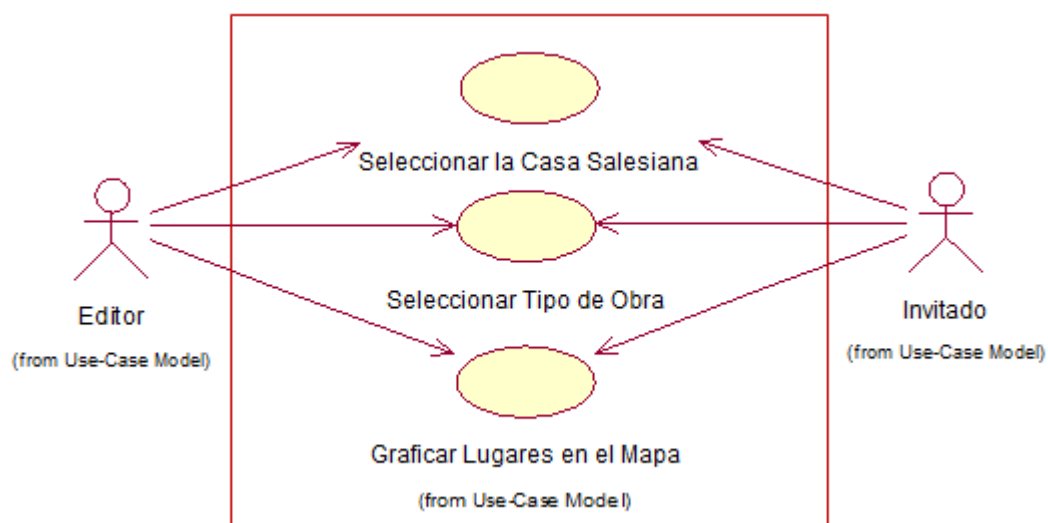 Seleccionar la Casa Salesiana
Seleccionar Tipo de Obra
Editor
(from Use-Case Model)
Invitado
(from Use-Case Model)
Graficar Lugares en el Mapa
(from Use-Case Model)